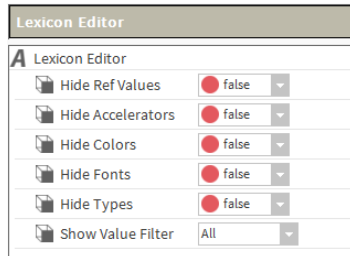 Lexicon Editor
Lexicon Editor
Hide Ref Values false
Hide Accelerators false
Hide Colors false
Hide Fonts false
Hide Types false
Show Value Filter All